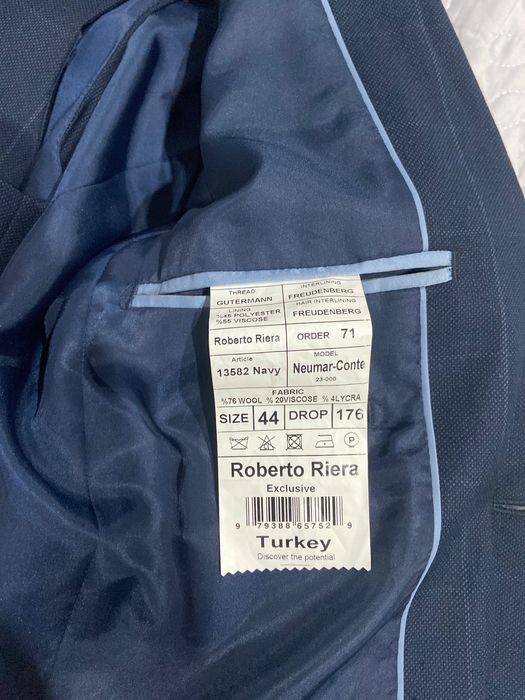 THREAD
GUTERMANN
INTERLINING
FREUDENBERG
LINING
%45 POLYESTER
%55 VISCOSE
HAIR INTERLINING
FREUDENBERG
Roberto Riera
ORDER 71
Article
13582 Navy
MODEL
Neumar-Conte
23-000
FABRIC
%76 WOOL % 20VISCOSE % 4LYCRA
SIZE 44 DROP 176
P
Roberto Riera
Exclusive
9 79388 65752 9
Turkey
Discover the potential